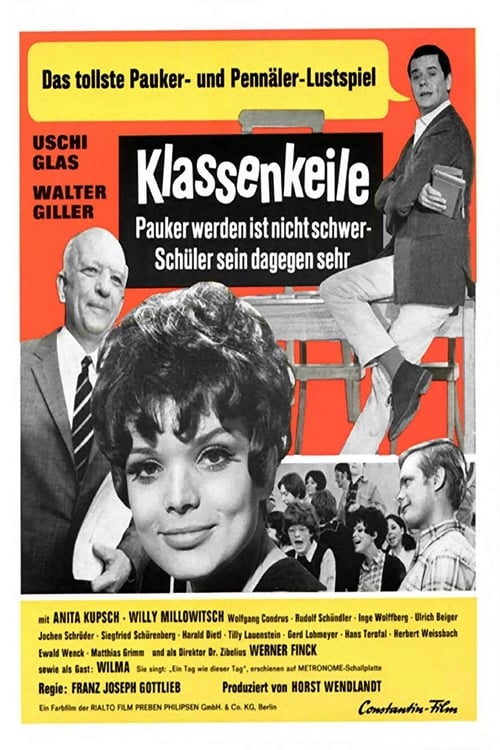 Das tollste Pauker- und Pennäler-Lustspiel
USCHI
GLAS
WALTER
GILLER
Klassenkeile
Pauker werden ist nicht schwer-
Schüler sein dagegen sehr
mit ANITA KUPSCH · WILLY MILLOWITSCH Wolfgang Condrus · Rudolf Schündler · Inge Wolffberg · Ulrich Beiger
Jochen Schröder · Siegfried Schürenberg · Harald Dietl · Tilly Lauenstein · Gerd Lohmeyer · Hans Terofal · Herbert Weissbach
Ewald Wenck · Matthias Grimm und als Direktor Dr. Zibelius WERNER FINCK
sowie als Gast: WILMA Sie singt: „Ein Tag wie dieser Tag", erschienen auf METRONOME-Schallplatte
Regie: FRANZ JOSEPH GOTTLIEB Produziert von HORST WENDLANDT
Ein Farbfilm der RIALTO FILM PREBEN PHILIPSEN GmbH. & Co. KG, Berlin
Constantin-Film